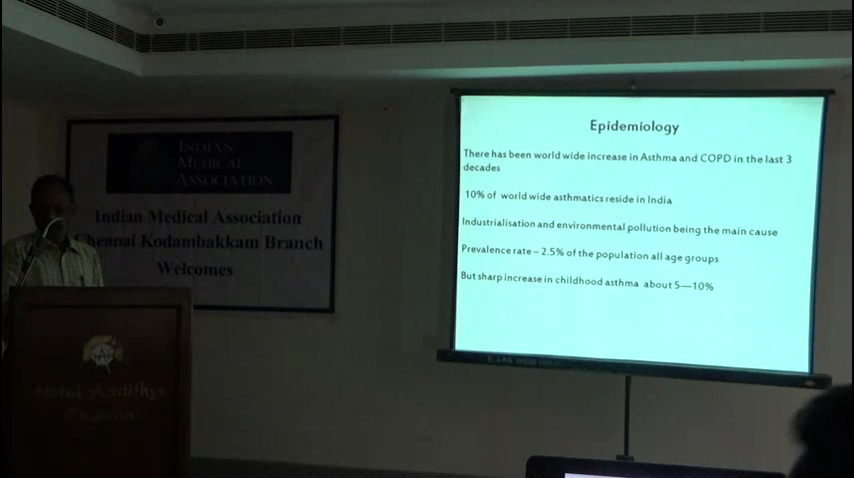 INDIAN
MEDICAL
ASSOCIATION
Indian Medical Association
Chennai Kodambakkam Branch
Welcomes
Epidemiology
There has been world wide increase in Asthma and COPD in the last 3
decades
10% of world wide asthmatics reside in India
Industrialisation and environmental pollution being the main cause
Prevalence rate – 2.5% of the population all age groups
But sharp increase in childhood asthma about 5—10%
Hotel Aadithya